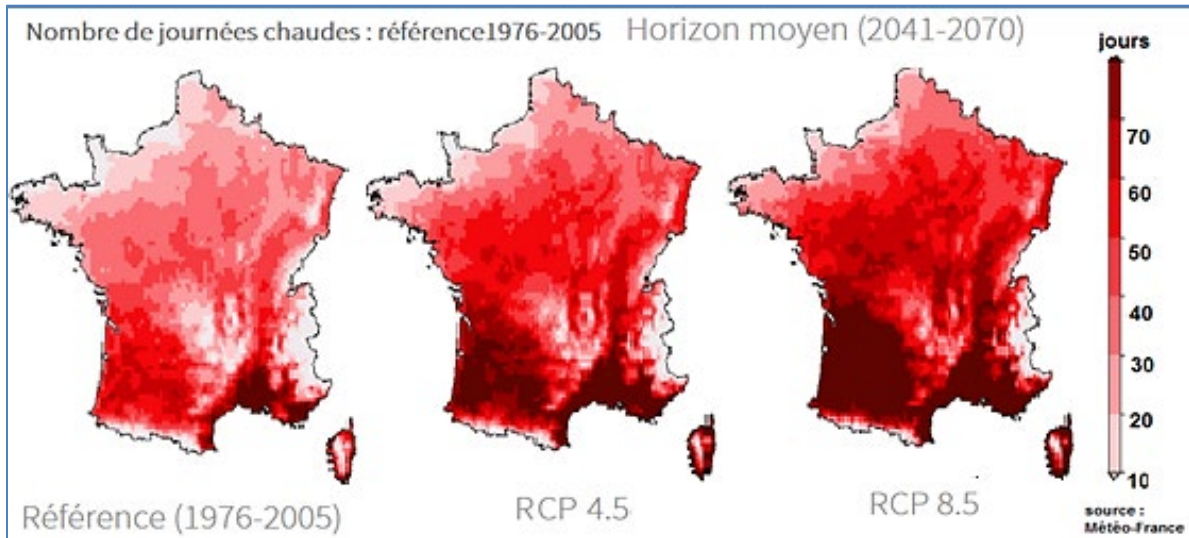 Nombre de journées chaudes : référence1976-2005 Horizon moyen (2041-2070)
jours
70
60
50
40
30
20
10
Référence (1976-2005)
RCP 4.5
RCP 8.5
source :
Météo-France